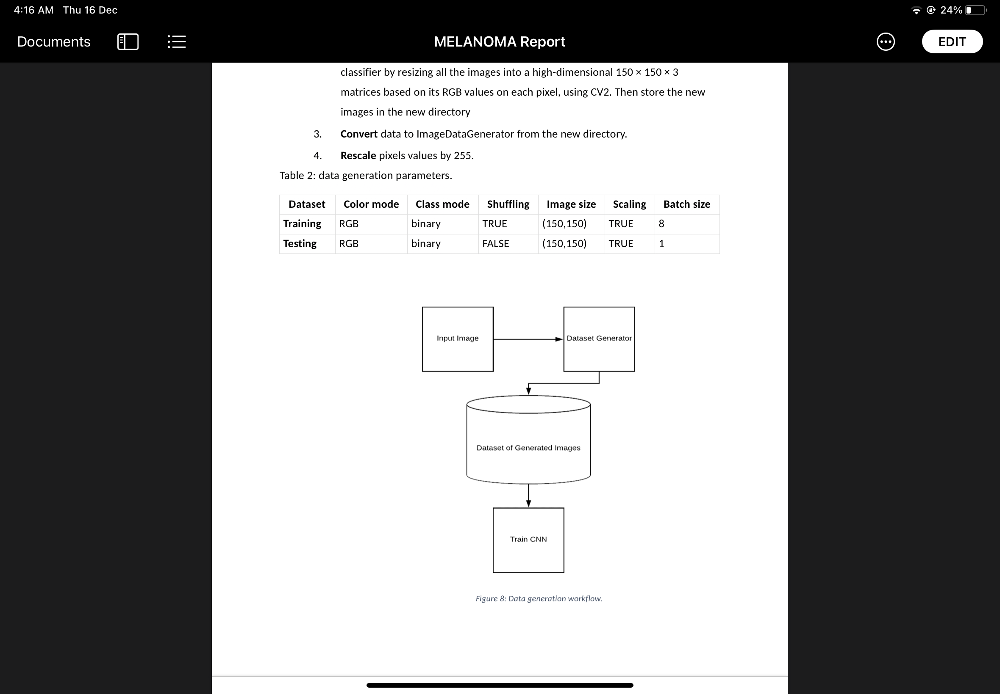 4:16 AM Thu 16 Dec
24%
Documents
MELANOMA Report
EDIT
classifier by resizing all the images into a high-dimensional 150 × 150 × 3
matrices based on its RGB values on each pixel, using CV2. Then store the new
images in the new directory
3. Convert data to ImageDataGenerator from the new directory.
4. Rescale pixels values by 255.
Table 2: data generation parameters.
Dataset Color mode Class mode Shuffling Image size Scaling Batch size
Training RGB binary TRUE (150,150) TRUE 8
Testing RGB binary FALSE (150,150) TRUE 1
Input Image
Dataset Generator
Dataset of Generated Images
Train CNN
Figure 8: Data generation workflow.